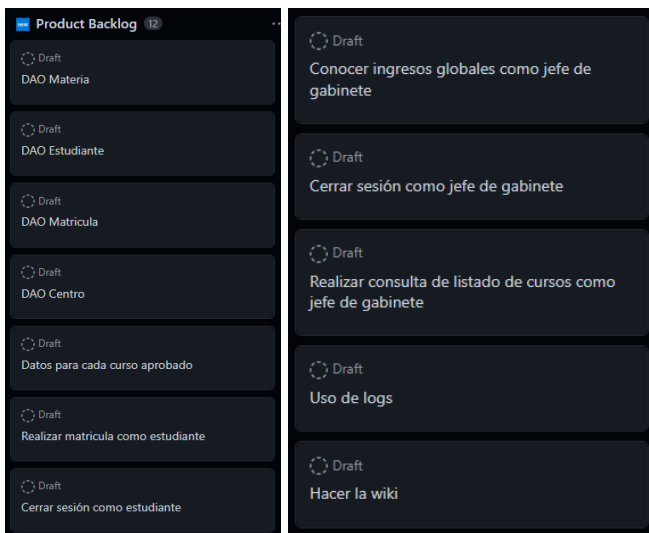 NEW Product Backlog 12 ...
Draft
DAO Materia
Draft
DAO Estudiante
Draft
DAO Matricula
Draft
DAO Centro
Draft
Datos para cada curso aprobado
Draft
Realizar matricula como estudiante
Draft
Cerrar sesión como estudiante
Draft
Conocer ingresos globales como jefe de
gabinete
Draft
Cerrar sesión como jefe de gabinete
Draft
Realizar consulta de listado de cursos como
jefe de gabinete
Draft
Uso de logs
Draft
Hacer la wiki